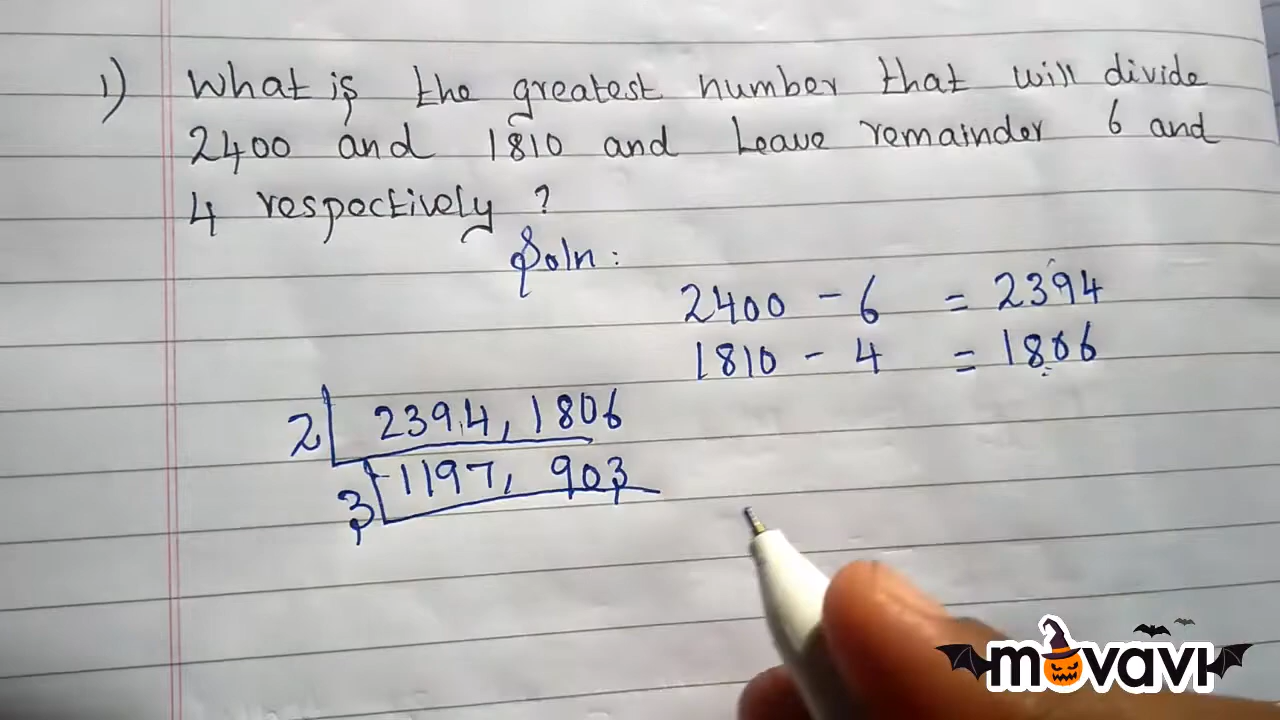 1) What is the greatest number that will divide
2400 and 1810 and Leave remainder 6 and
4 respectively ?
Soln :
2400 - 6 = 2394
1810 - 4 = 1806
2 2394, 1806
3 1197, 903
movavi